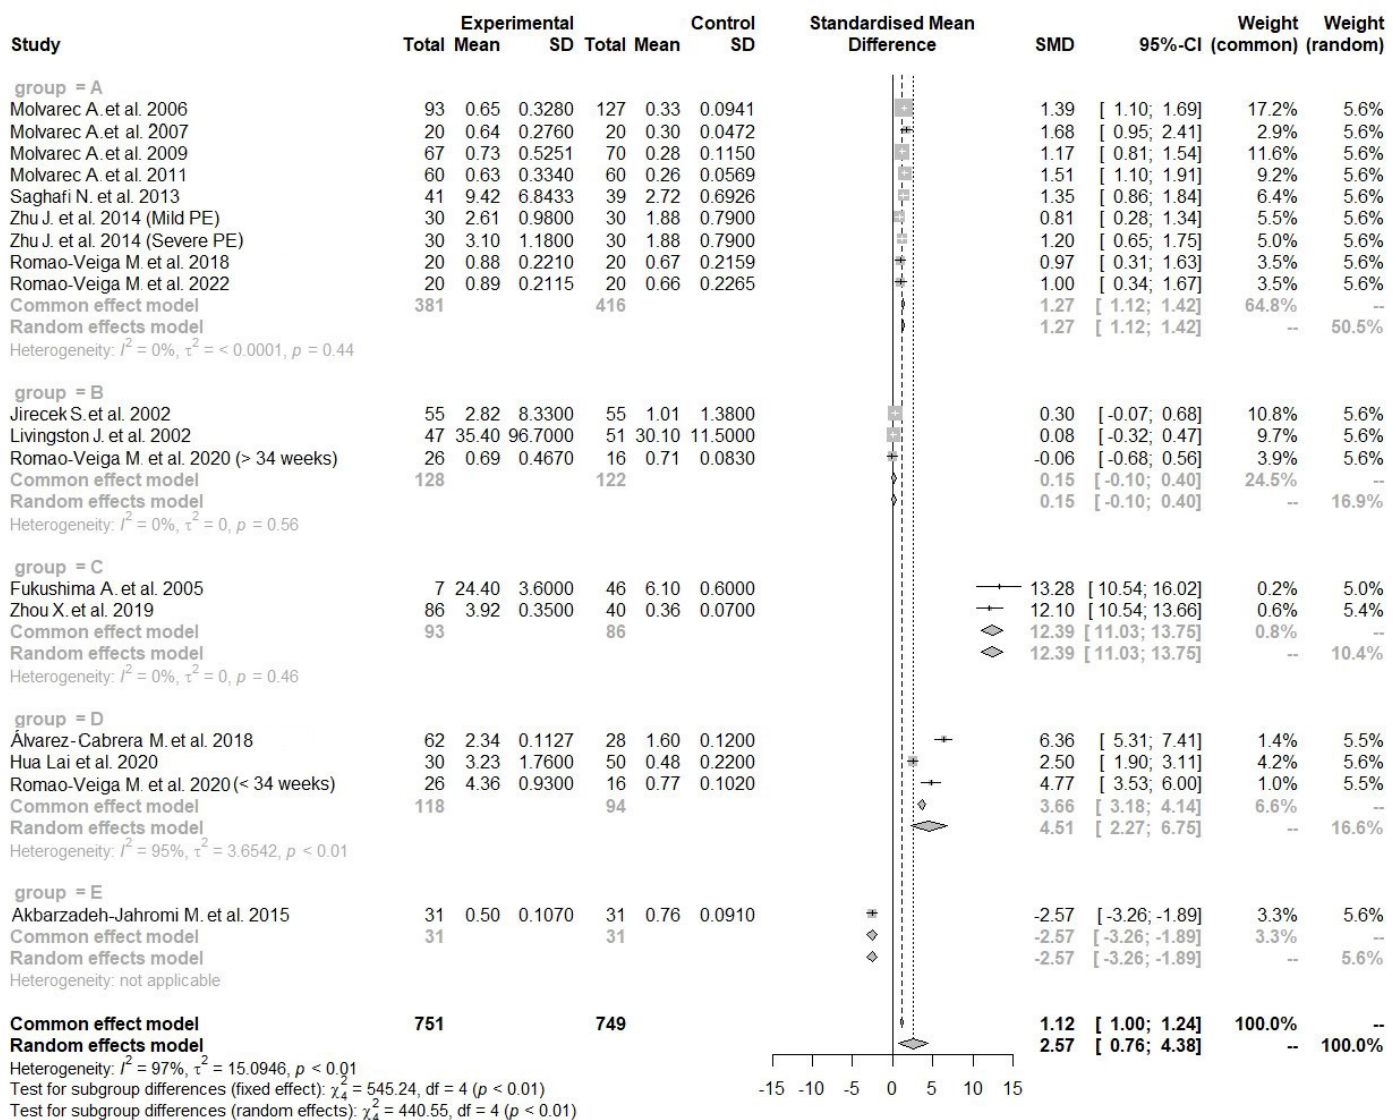 Experimental Control Standardised Mean Weight Weight
Study Total Mean SD Total Mean SD Difference SMD 95%-CI (common) (random)
group = A
Molvarec A. et al. 2006 93 0.65 0.3280 127 0.33 0.0941 1.39 [ 1.10; 1.69] 17.2% 5.6%
Molvarec A. et al. 2007 20 0.64 0.2760 20 0.30 0.0472 1.68 [ 0.95; 2.41] 2.9% 5.6%
Molvarec A. et al. 2009 67 0.73 0.5251 70 0.28 0.1150 1.17 [ 0.81; 1.54] 11.6% 5.6%
Molvarec A. et al. 2011 60 0.63 0.3340 60 0.26 0.0569 1.51 [ 1.10; 1.91] 9.2% 5.6%
Saghafi N. et al. 2013 41 9.42 6.8433 39 2.72 0.6926 1.35 [ 0.86; 1.84] 6.4% 5.6%
Zhu J. et al. 2014 (Mild PE) 30 2.61 0.9800 30 1.88 0.7900 0.81 [ 0.28; 1.34] 5.5% 5.6%
Zhu J. et al. 2014 (Severe PE) 30 3.10 1.1800 30 1.88 0.7900 1.20 [ 0.65; 1.75] 5.0% 5.6%
Romao-Veiga M. et al. 2018 20 0.88 0.2210 20 0.67 0.2159 0.97 [ 0.31; 1.63] 3.5% 5.6%
Romao-Veiga M. et al. 2022 20 0.89 0.2115 20 0.66 0.2265 1.00 [ 0.34; 1.67] 3.5% 5.6%
Common effect model 381 416 1.27 [ 1.12; 1.42] 64.8% --
Random effects model 1.27 [ 1.12; 1.42] -- 50.5%
Heterogeneity: I² = 0%, τ² = < 0.0001, p = 0.44
group = B
Jirecek S. et al. 2002 55 2.82 8.3300 55 1.01 1.3800 0.30 [-0.07; 0.68] 10.8% 5.6%
Livingston J. et al. 2002 47 35.40 96.7000 51 30.10 11.5000 0.08 [-0.32; 0.47] 9.7% 5.6%
Romao-Veiga M. et al. 2020 (> 34 weeks) 26 0.69 0.4670 16 0.71 0.0830 -0.06 [-0.68; 0.56] 3.9% 5.6%
Common effect model 128 122 0.15 [-0.10; 0.40] 24.5% --
Random effects model 0.15 [-0.10; 0.40] -- 16.9%
Heterogeneity: I² = 0%, τ² = 0, p = 0.56
group = C
Fukushima A. et al. 2005 7 24.40 3.6000 46 6.10 0.6000 13.28 [10.54; 16.02] 0.2% 5.0%
Zhou X. et al. 2019 86 3.92 0.3500 40 0.36 0.0700 12.10 [10.54; 13.66] 0.6% 5.4%
Common effect model 93 86 12.39 [11.03; 13.75] 0.8% --
Random effects model 12.39 [11.03; 13.75] -- 10.4%
Heterogeneity: I² = 0%, τ² = 0, p = 0.46
group = D
Álvarez-Cabrera M. et al. 2018 62 2.34 0.1127 28 1.60 0.1200 6.36 [ 5.31; 7.41] 1.4% 5.5%
Hua Lai et al. 2020 30 3.23 1.7600 50 0.48 0.2200 2.50 [ 1.90; 3.11] 4.2% 5.6%
Romao-Veiga M. et al. 2020 (< 34 weeks) 26 4.36 0.9300 16 0.77 0.1020 4.77 [ 3.53; 6.00] 1.0% 5.5%
Common effect model 118 94 3.66 [ 3.18; 4.14] 6.6% --
Random effects model 4.51 [ 2.27; 6.75] -- 16.6%
Heterogeneity: I² = 95%, τ² = 3.6542, p < 0.01
group = E
Akbarzadeh-Jahromi M. et al. 2015 31 0.50 0.1070 31 0.76 0.0910 -2.57 [-3.26; -1.89] 3.3% 5.6%
Common effect model 31 31 -2.57 [-3.26; -1.89] 3.3% --
Random effects model -2.57 [-3.26; -1.89] -- 5.6%
Heterogeneity: not applicable
Common effect model 751 749 1.12 [ 1.00; 1.24] 100.0% --
Random effects model 2.57 [ 0.76; 4.38] -- 100.0%
Heterogeneity: I² = 97%, τ² = 15.0946, p < 0.01
Test for subgroup differences (fixed effect): χ²₄ = 545.24, df = 4 (p < 0.01)
-15 -10 -5 0 5 10 15
Test for subgroup differences (random effects): χ²₄ = 440.55, df = 4 (p < 0.01)